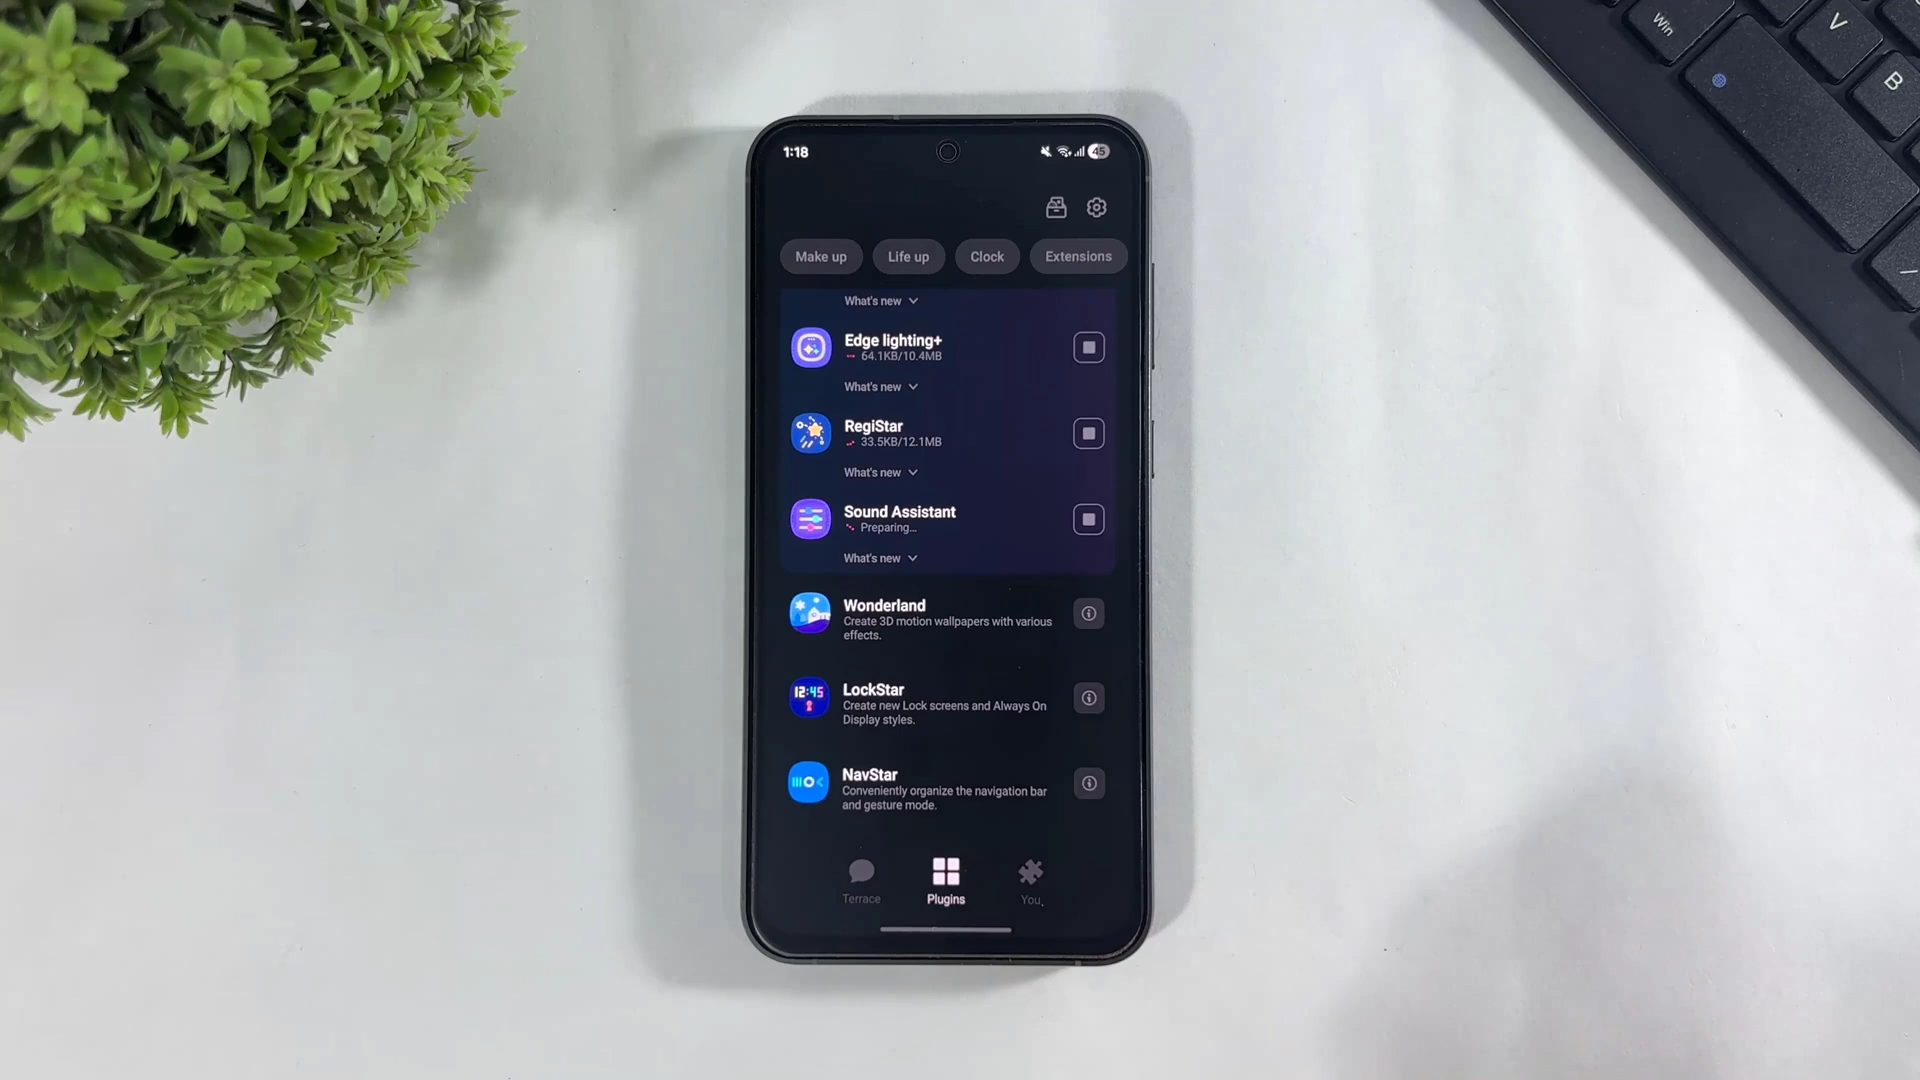 1:18
45
Make up
Life up
Clock
Extensions
What's new
Edge lighting+
64.1KB/10.4MB
What's new
RegiStar
33.5KB/12.1MB
What's new
Sound Assistant
Preparing...
What's new
Wonderland
Create 3D motion wallpapers with various
effects.
12:45
LockStar
Create new Lock screens and Always On
Display styles.
NavStar
Conveniently organize the navigation bar
and gesture mode.
Terrace
Plugins
You
Win
V
B
/